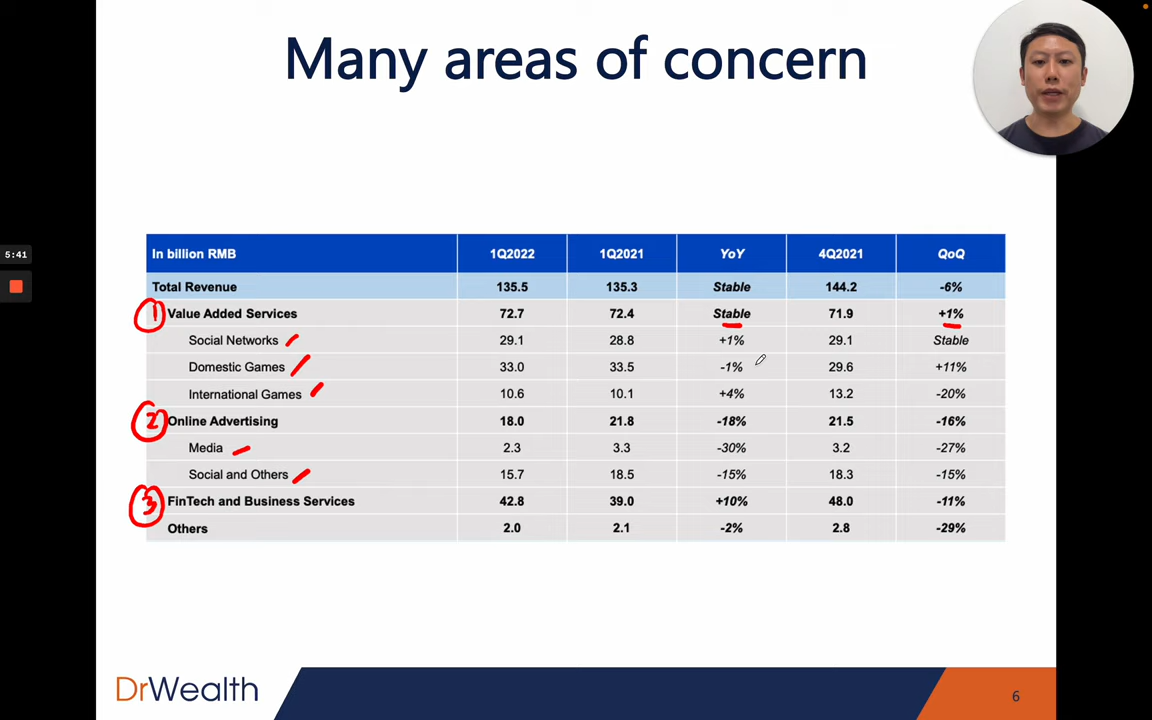 Many areas of concern
5:41
In billion RMB 1Q2022 1Q2021 YoY 4Q2021 QoQ
Total Revenue 135.5 135.3 Stable 144.2 -6%
1 Value Added Services 72.7 72.4 Stable 71.9 +1%
Social Networks 29.1 28.8 +1% 29.1 Stable
Domestic Games 33.0 33.5 -1% 29.6 +11%
International Games 10.6 10.1 +4% 13.2 -20%
2 Online Advertising 18.0 21.8 -18% 21.5 -16%
Media 2.3 3.3 -30% 3.2 -27%
Social and Others 15.7 18.5 -15% 18.3 -15%
3 FinTech and Business Services 42.8 39.0 +10% 48.0 -11%
Others 2.0 2.1 -2% 2.8 -29%
DrWealth
6